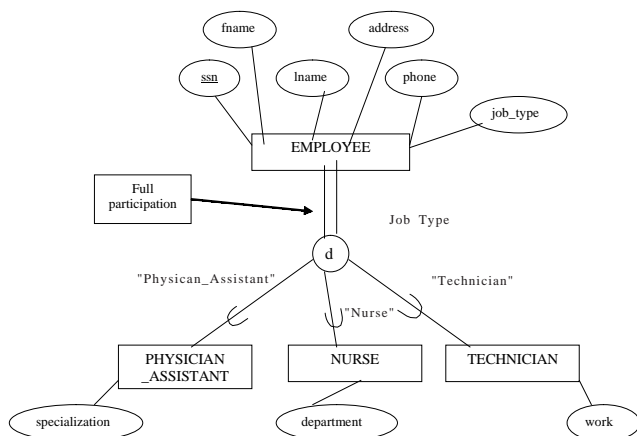 fname
address
ssn
lname
phone
job_type
EMPLOYEE
Full
participation
Job Type
d
"Physican_Assistant"
"Technician"
"Nurse"
PHYSICIAN
_ASSISTANT
NURSE
TECHNICIAN
specialization
department
work